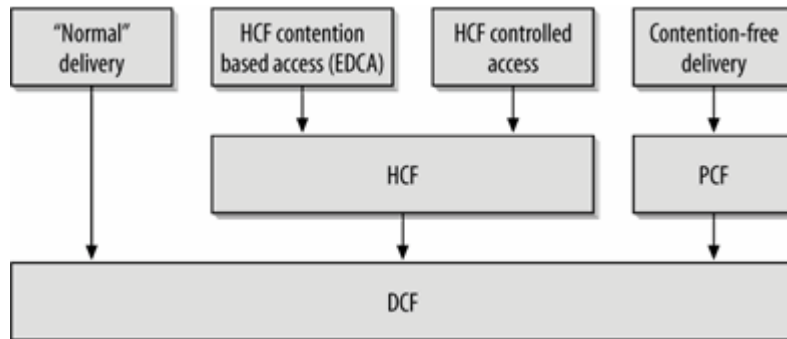 “Normal”
delivery
HCF contention
based access (EDCA)
HCF controlled
access
Contention-free
delivery
HCF
PCF
DCF